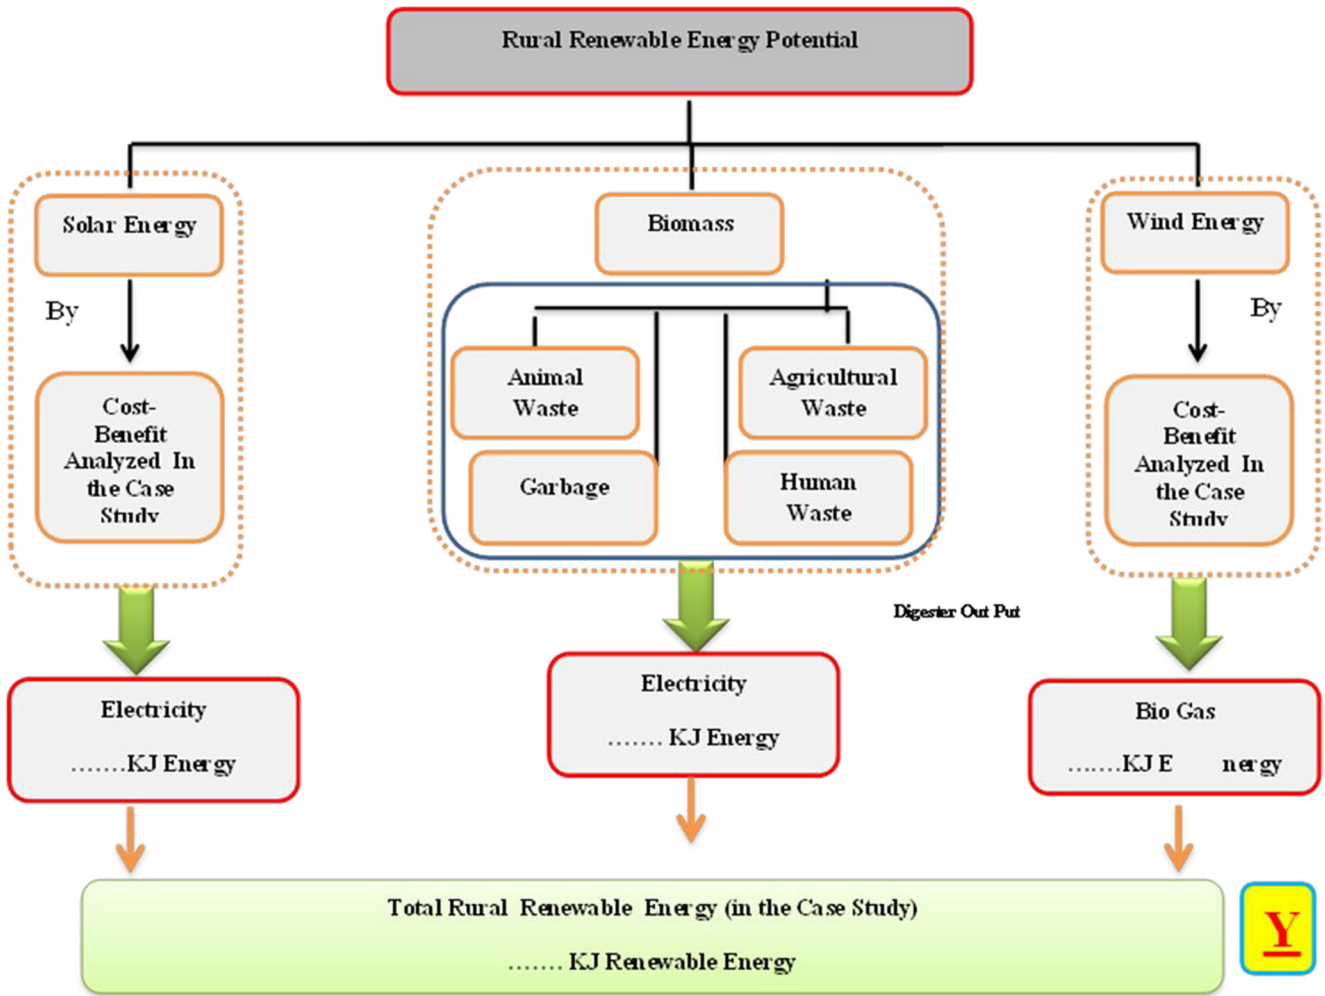 Rural Renewable Energy Potential
Solar Energy
Biomass
Wind Energy
By
By
Cost-
Benefit
Analyzed In
the Case
Study
Animal
Waste
Agricultural
Waste
Garbage
Human
Waste
Cost-
Benefit
Analyzed In
the Case
Study
Digester Out Put
Electricity
.......KJ Energy
Electricity
....... KJ Energy
Bio Gas
.......KJ E nergy
Total Rural Renewable Energy (in the Case Study)
....... KJ Renewable Energy
Y